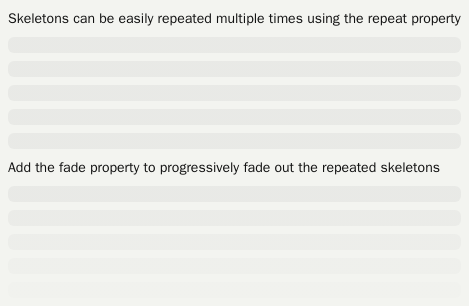 Skeletons can be easily repeated multiple times using the repeat property
Add the fade property to progressively fade out the repeated skeletons